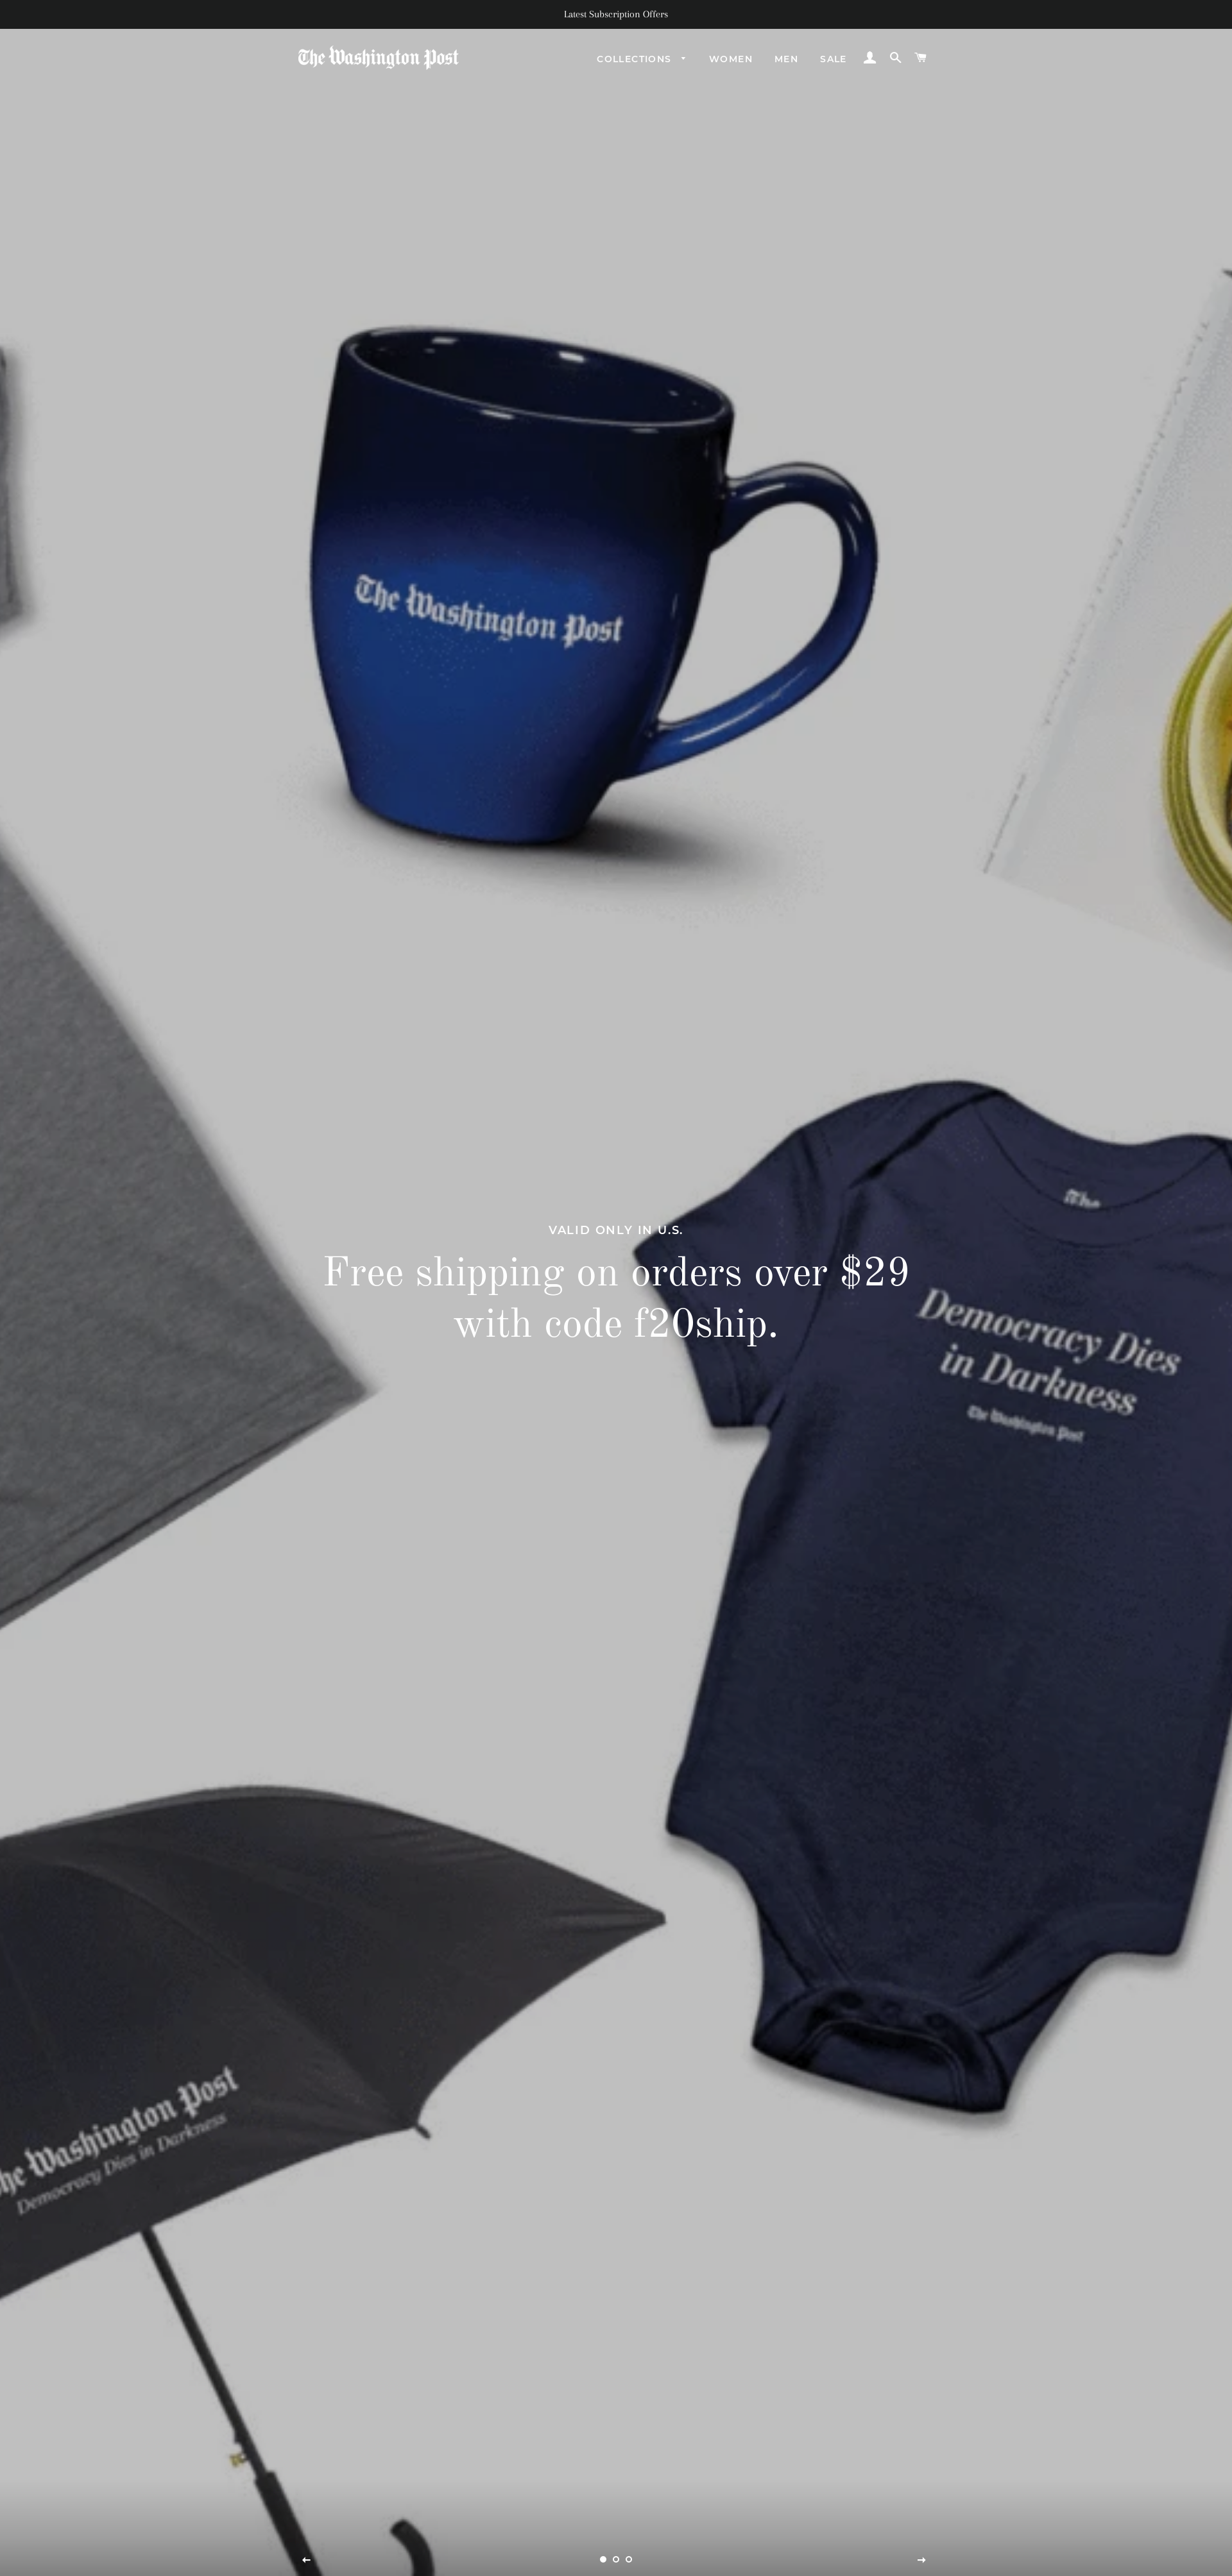 Latest Subscription Offers
The Washington Post
COLLECTIONS WOMEN MEN SALE
The Washington Post
VALID ONLY IN U.S.
Free shipping on orders over $29
with code f20ship.
The
Democracy Dies
in Darkness
The Washington Post
The Washington Post
Democracy Dies in Darkness